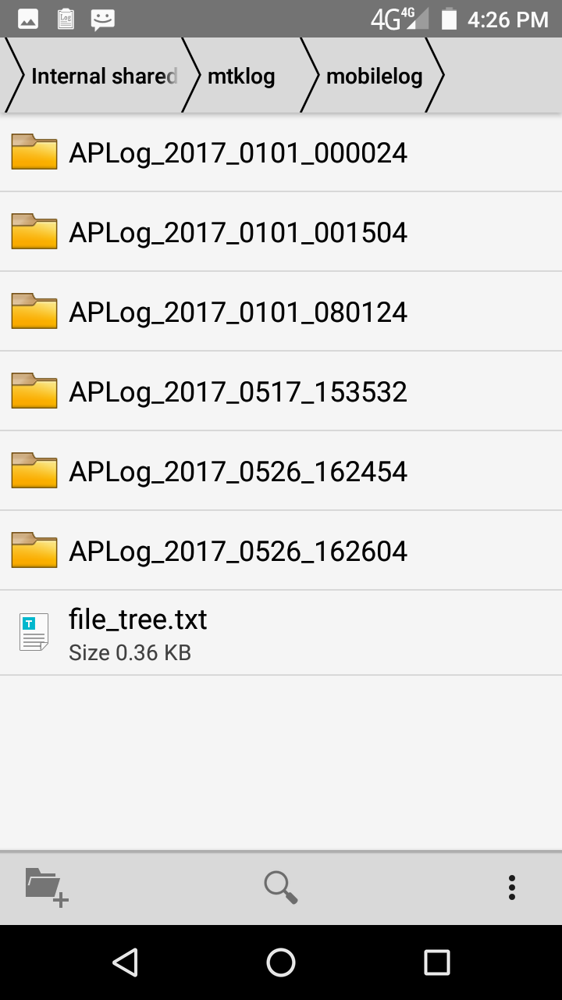 4G 4G 4:26 PM
Internal shared mtklog mobilelog
APLog_2017_0101_000024
APLog_2017_0101_001504
APLog_2017_0101_080124
APLog_2017_0517_153532
APLog_2017_0526_162454
APLog_2017_0526_162604
T
file_tree.txt
Size 0.36 KB